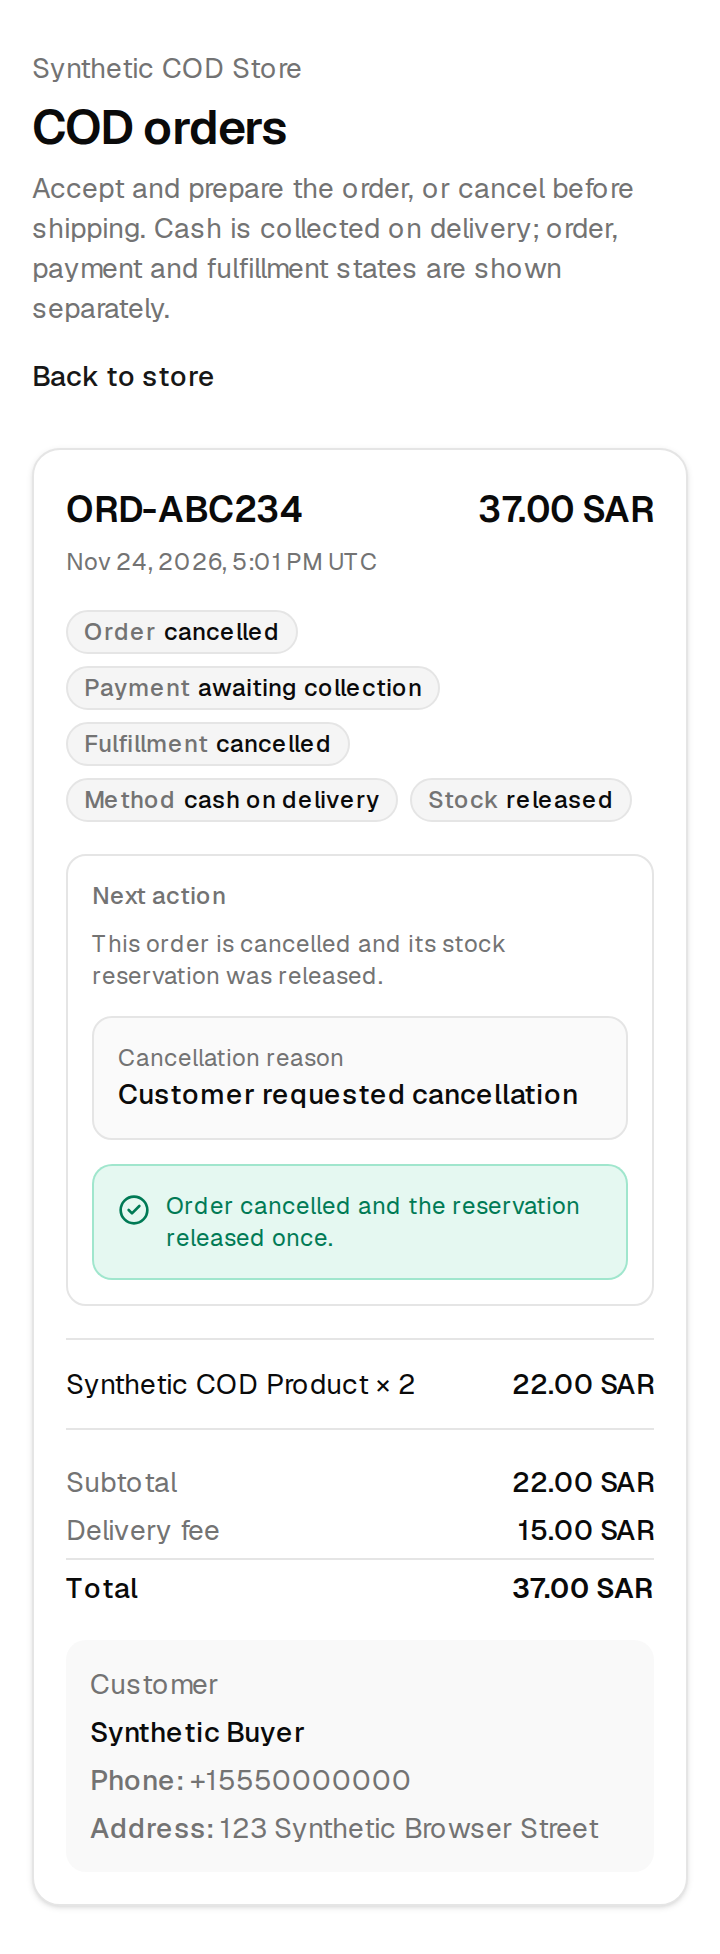 Synthetic COD Store
COD orders
Accept and prepare the order, or cancel before
shipping. Cash is collected on delivery; order,
payment and fulfillment states are shown
separately.
Back to store
ORD-ABC234 37.00 SAR
Nov 24, 2026, 5:01 PM UTC
Order cancelled
Payment awaiting collection
Fulfillment cancelled
Method cash on delivery Stock released
Next action
This order is cancelled and its stock
reservation was released.
Cancellation reason
Customer requested cancellation
Order cancelled and the reservation
released once.
Synthetic COD Product × 2 22.00 SAR
Subtotal 22.00 SAR
Delivery fee 15.00 SAR
Total 37.00 SAR
Customer
Synthetic Buyer
Phone: +15550000000
Address: 123 Synthetic Browser Street